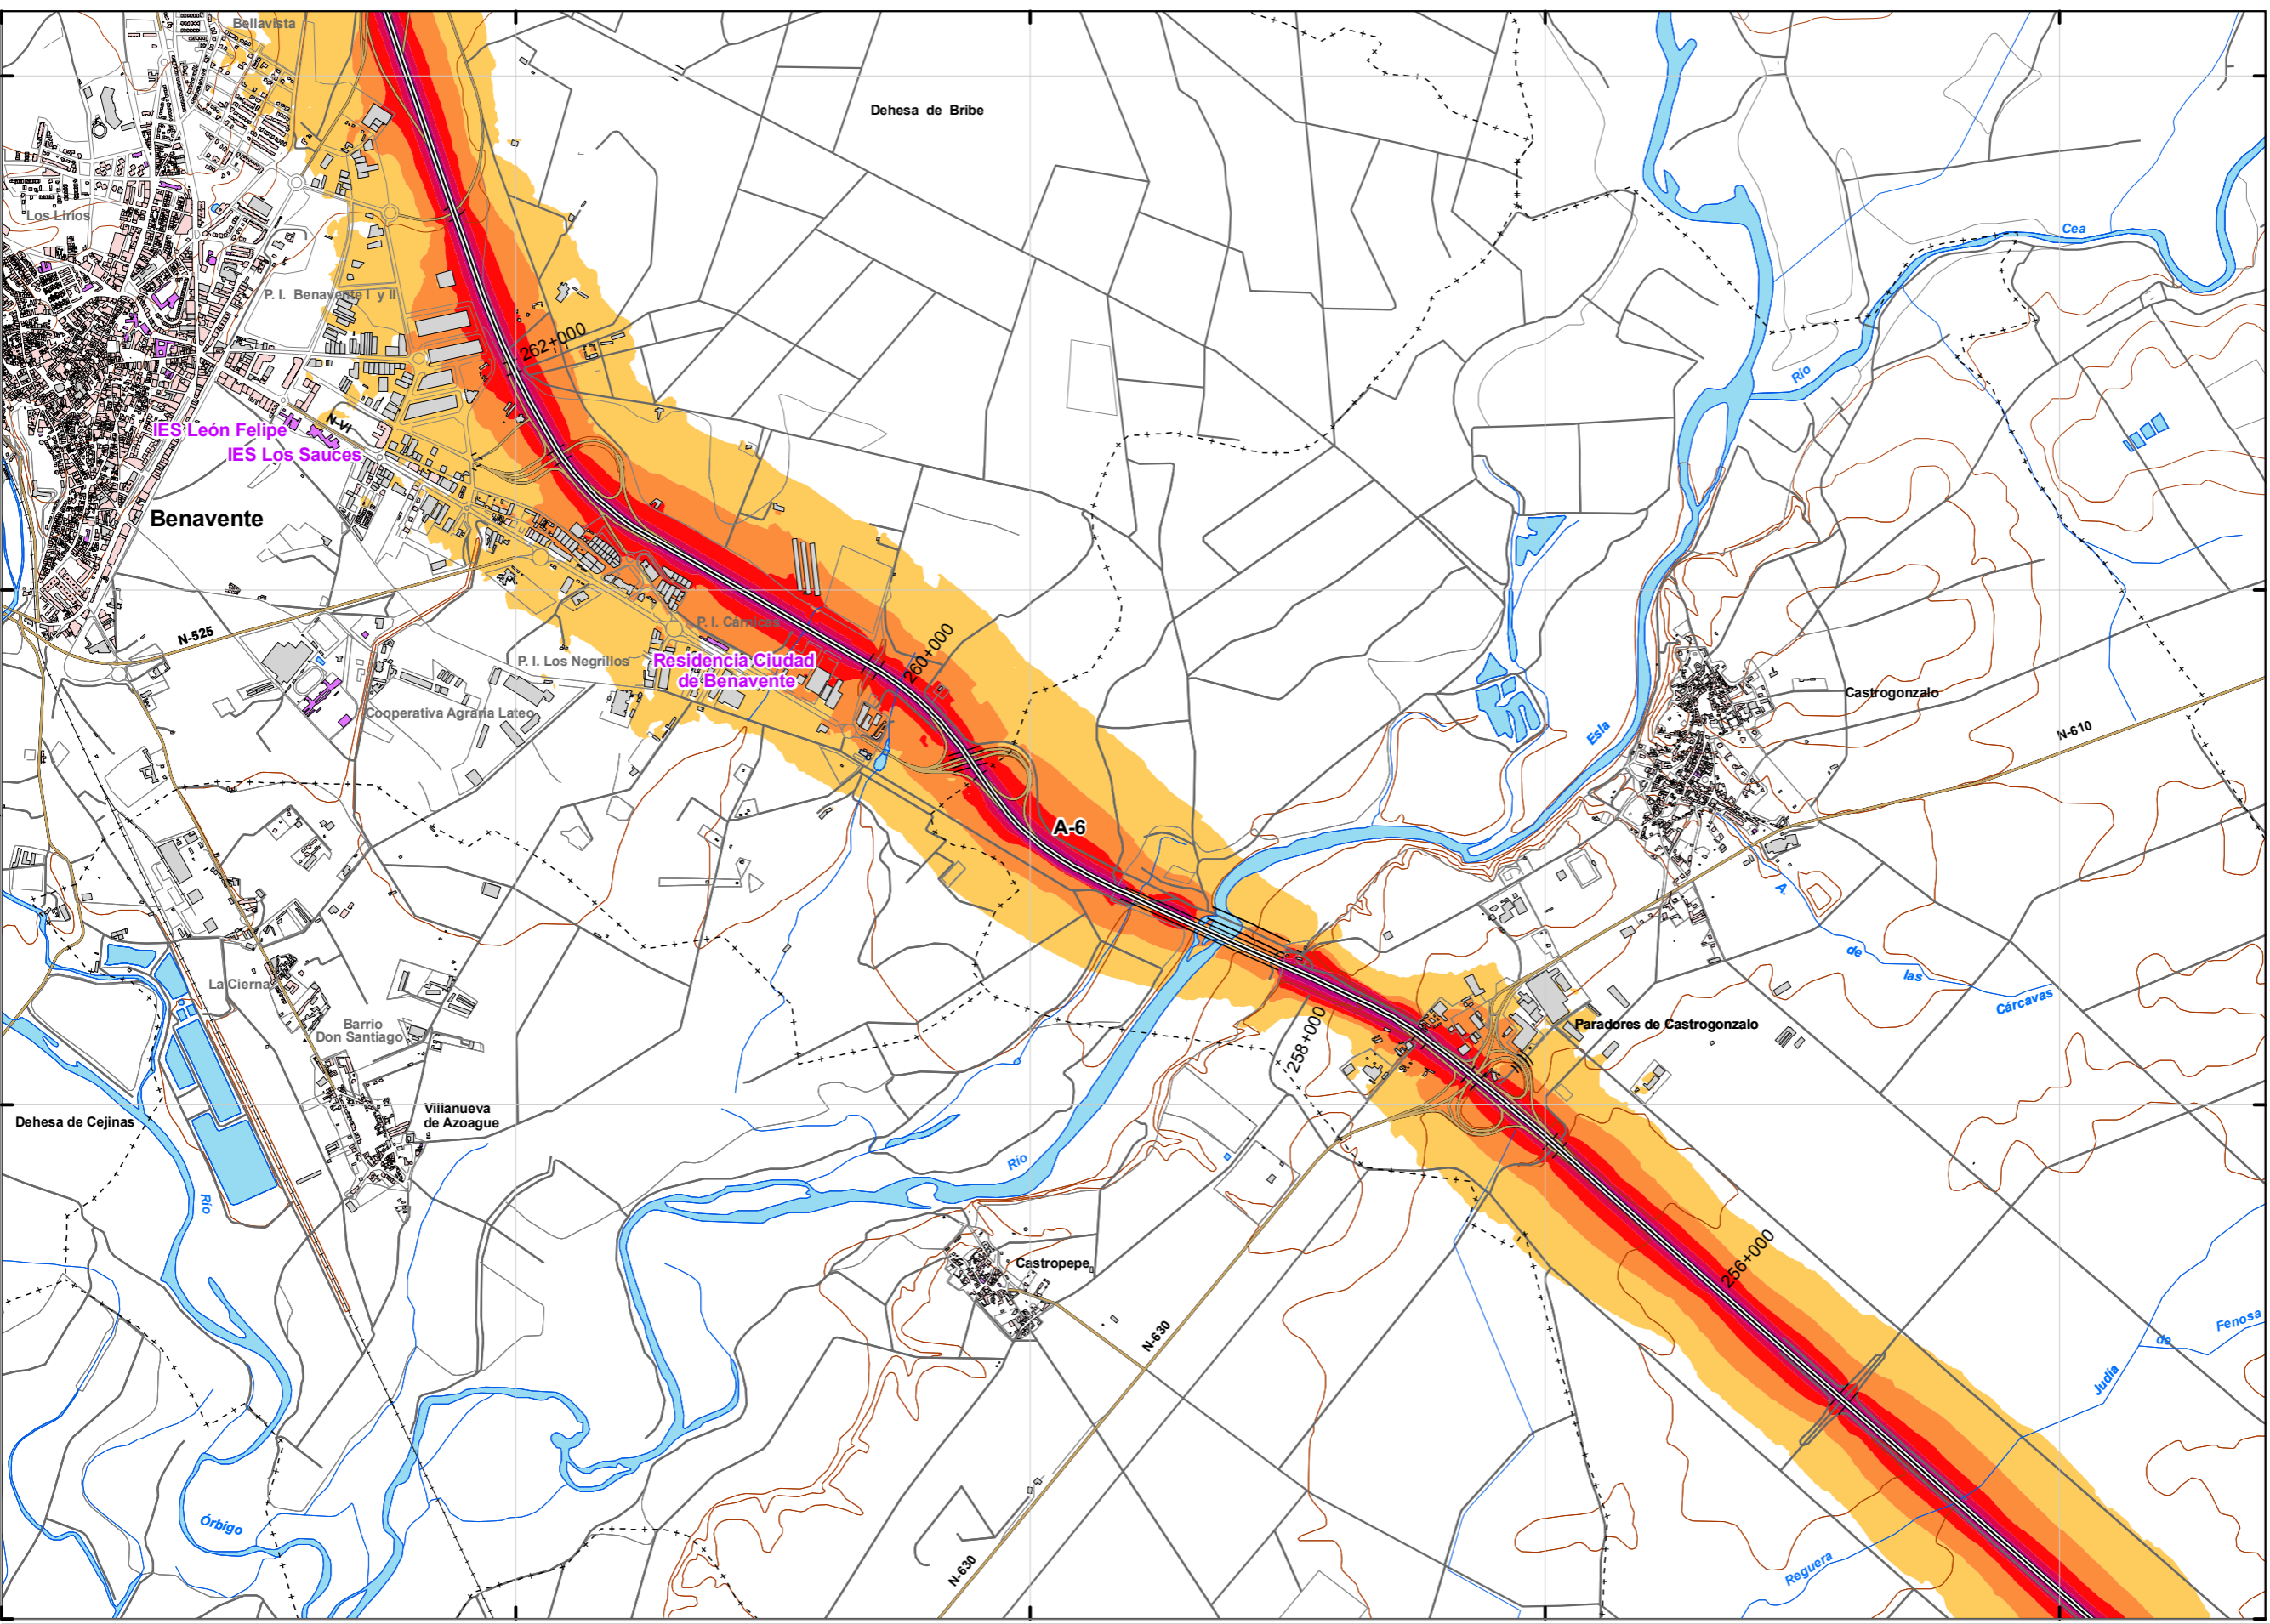 Bellavista
Dehesa de Bribe
Los Lirios
Cea
P. I. Benavente I y II
262+000
Río
IES León Felipe
N-VI
IES Los Sauces
Benavente
N-525
P. I. Cárnicas
260+000
P. I. Los Negrillos
Residencia Ciudad
de Benavente
Castrogonzalo
Cooperativa Agraria Lateo
Esla
N-610
A-6
A.
de
las
Cárcavas
La Cierna
Barrio
Don Santiago
258+000
Paradores de Castrogonzalo
Dehesa de Cejinas
Villanueva
de Azoague
Río
Río
Castropepe
256+000
N-630
Fenosa
de
Judía
Órbigo
N-630
Reguera